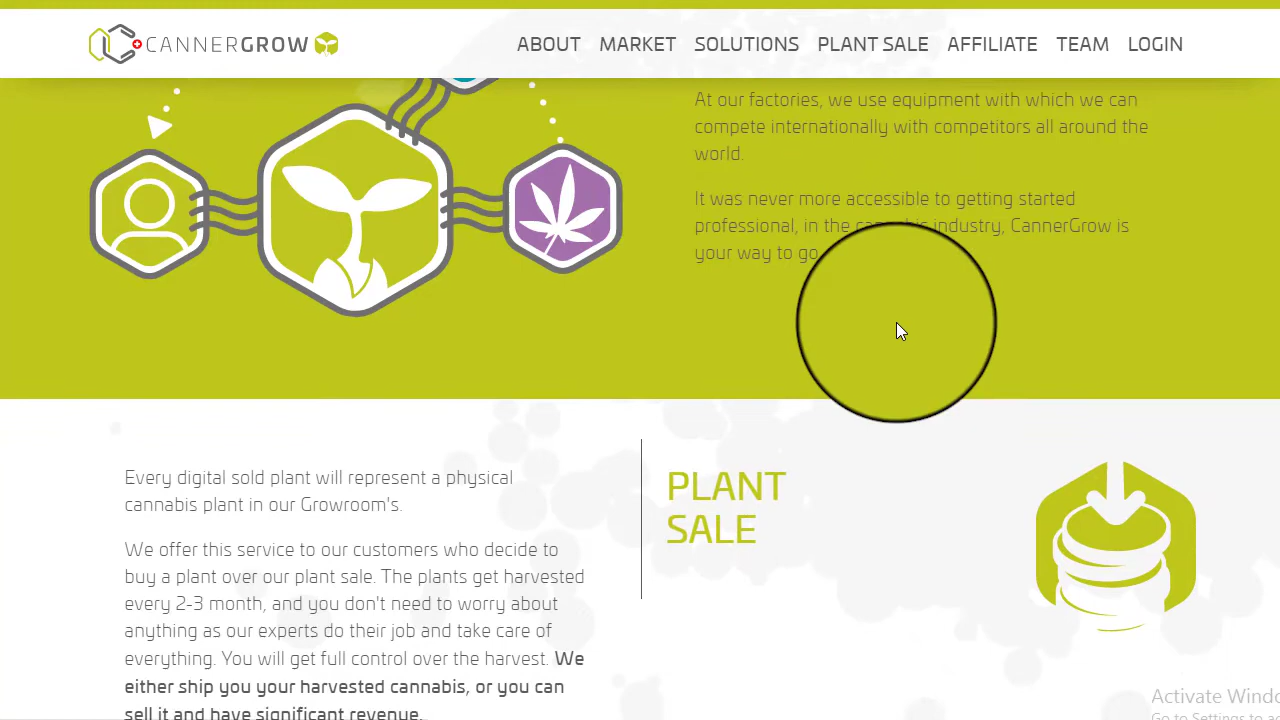 CANNERGROW
ABOUT MARKET SOLUTIONS PLANT SALE AFFILIATE TEAM LOGIN
At our factories, we use equipment with which we can
compete internationally with competitors all around the
world.
It was never more accessible to getting started
professional, in the cannabis industry, CannerGrow is
your way to go.
Every digital sold plant will represent a physical
cannabis plant in our Growroom's.
We offer this service to our customers who decide to
buy a plant over our plant sale. The plants get harvested
every 2-3 month, and you don't need to worry about
anything as our experts do their job and take care of
everything. You will get full control over the harvest. We
either ship you your harvested cannabis, or you can
sell it and have significant revenue.
PLANT
SALE
Activate Windo
Go to Settings to ac